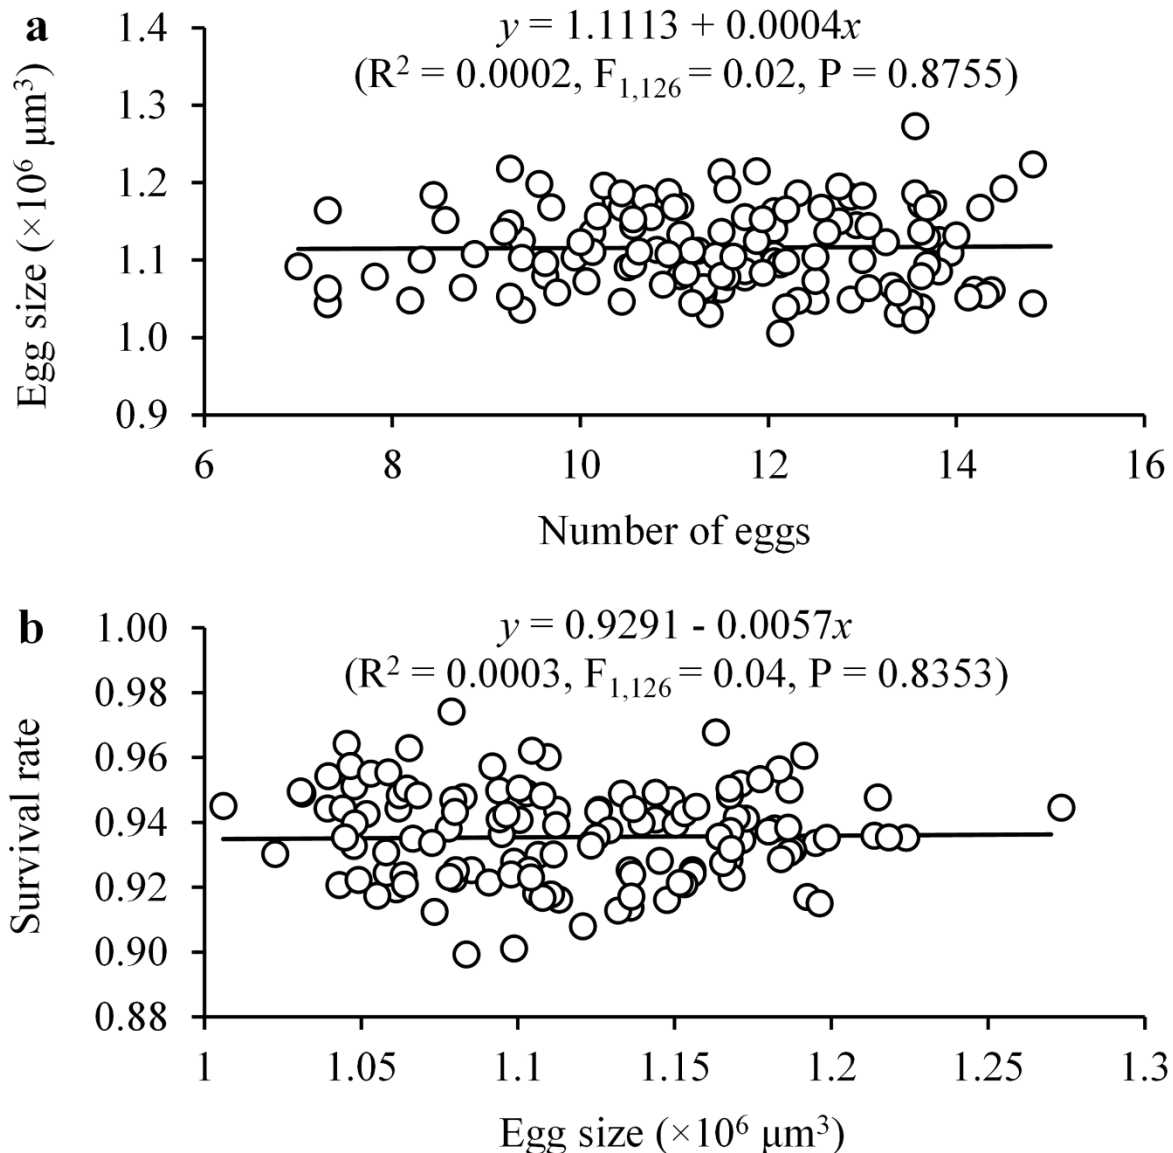 a
y = 1.1113 + 0.0004x
(R² = 0.0002, F₁,₁₂₆ = 0.02, P = 0.8755)
1.4
1.3
1.2
1.1
1.0
0.9
Egg size (×10⁶ μm³)
6 8 10 12 14 16
Number of eggs
b
y = 0.9291 - 0.0057x
(R² = 0.0003, F₁,₁₂₆ = 0.04, P = 0.8353)
1.00
0.98
0.96
0.94
0.92
0.90
0.88
Survival rate
1 1.05 1.1 1.15 1.2 1.25 1.3
Egg size (×10⁶ μm³)